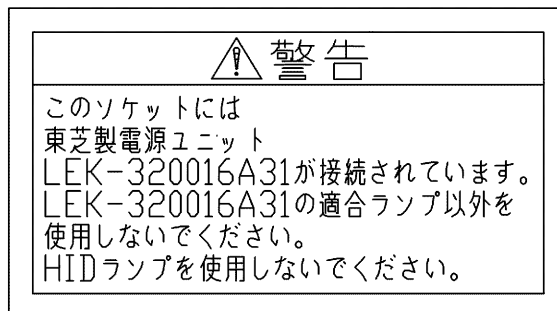 警告
このソケットには
東芝製電源ユニット
LEK-320016A31が接続されています。
LEK-320016A31の適合ランプ以外を
使用しないでください。
HIDランプを使用しないでください。